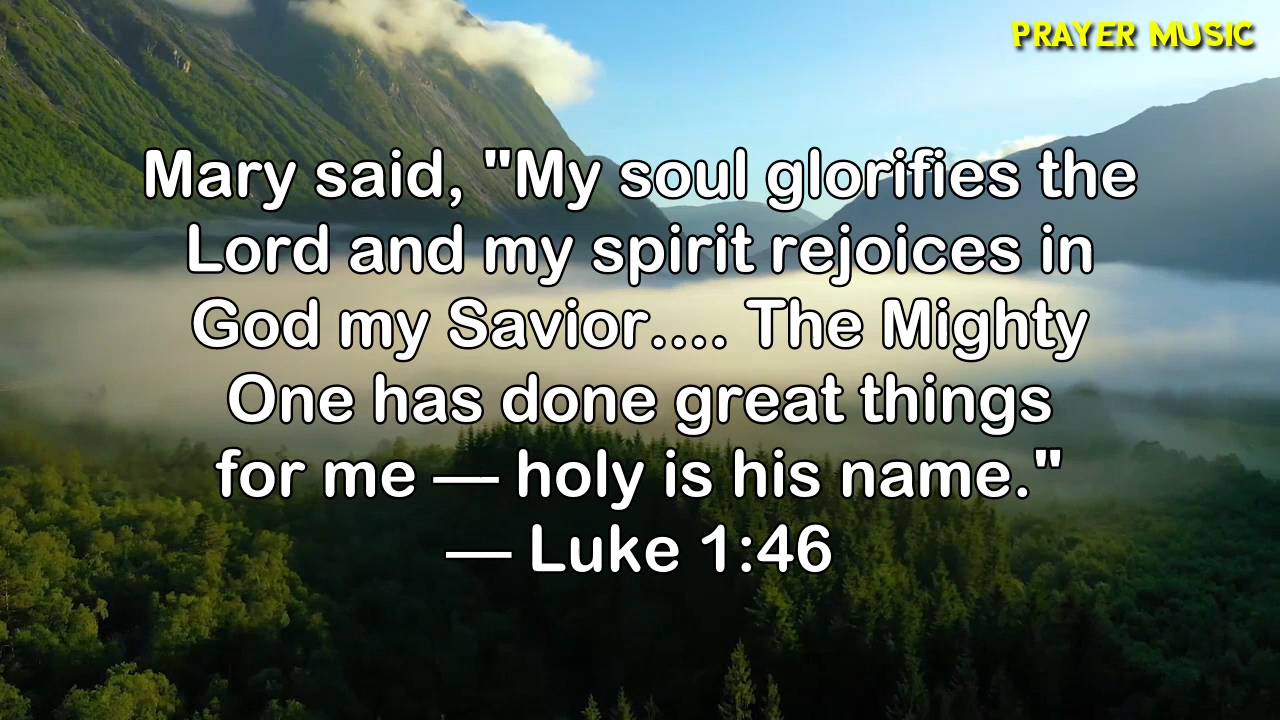 PRAYER MUSIC
Mary said, "My soul glorifies the
Lord and my spirit rejoices in
God my Savior.... The Mighty
One has done great things
for me — holy is his name."
— Luke 1:46